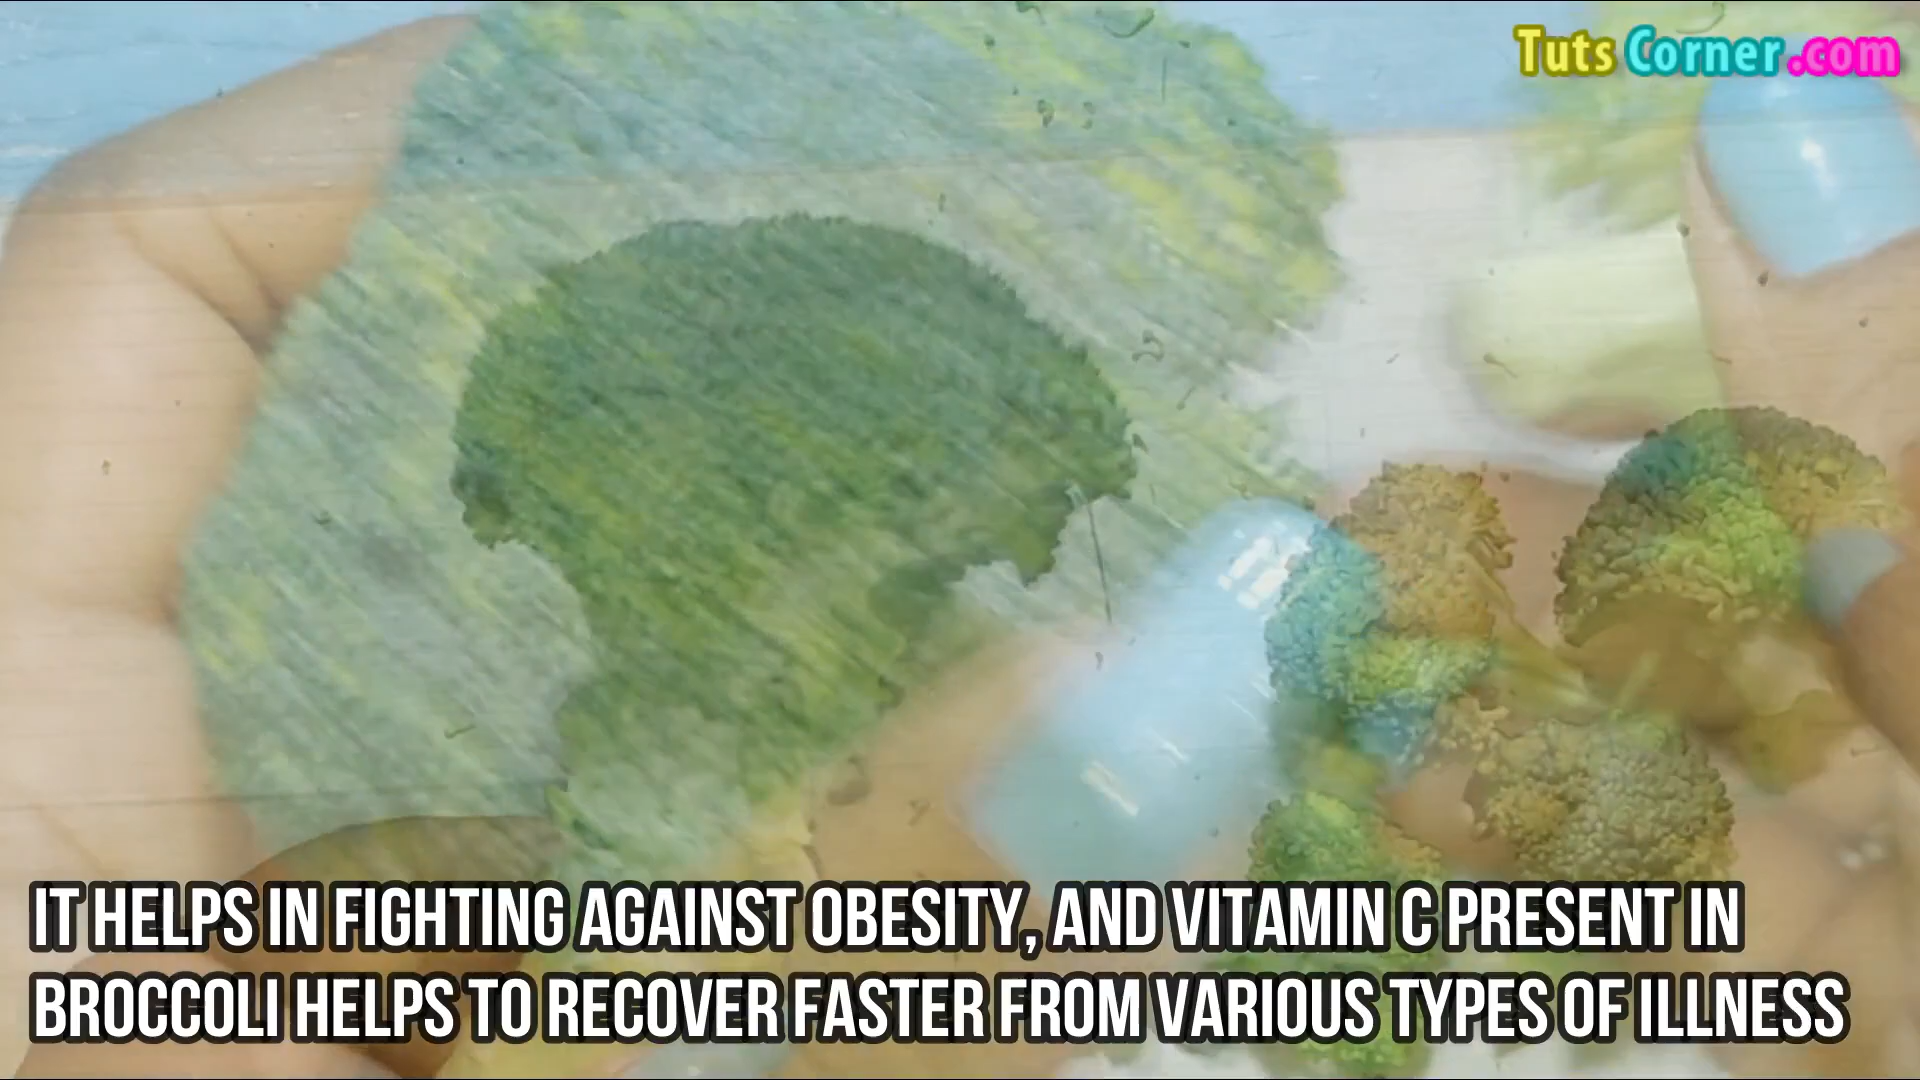 Tuts Corner.com
IT HELPS IN FIGHTING AGAINST OBESITY, AND VITAMIN C PRESENT IN
BROCCOLI HELPS TO RECOVER FASTER FROM VARIOUS TYPES OF ILLNESS